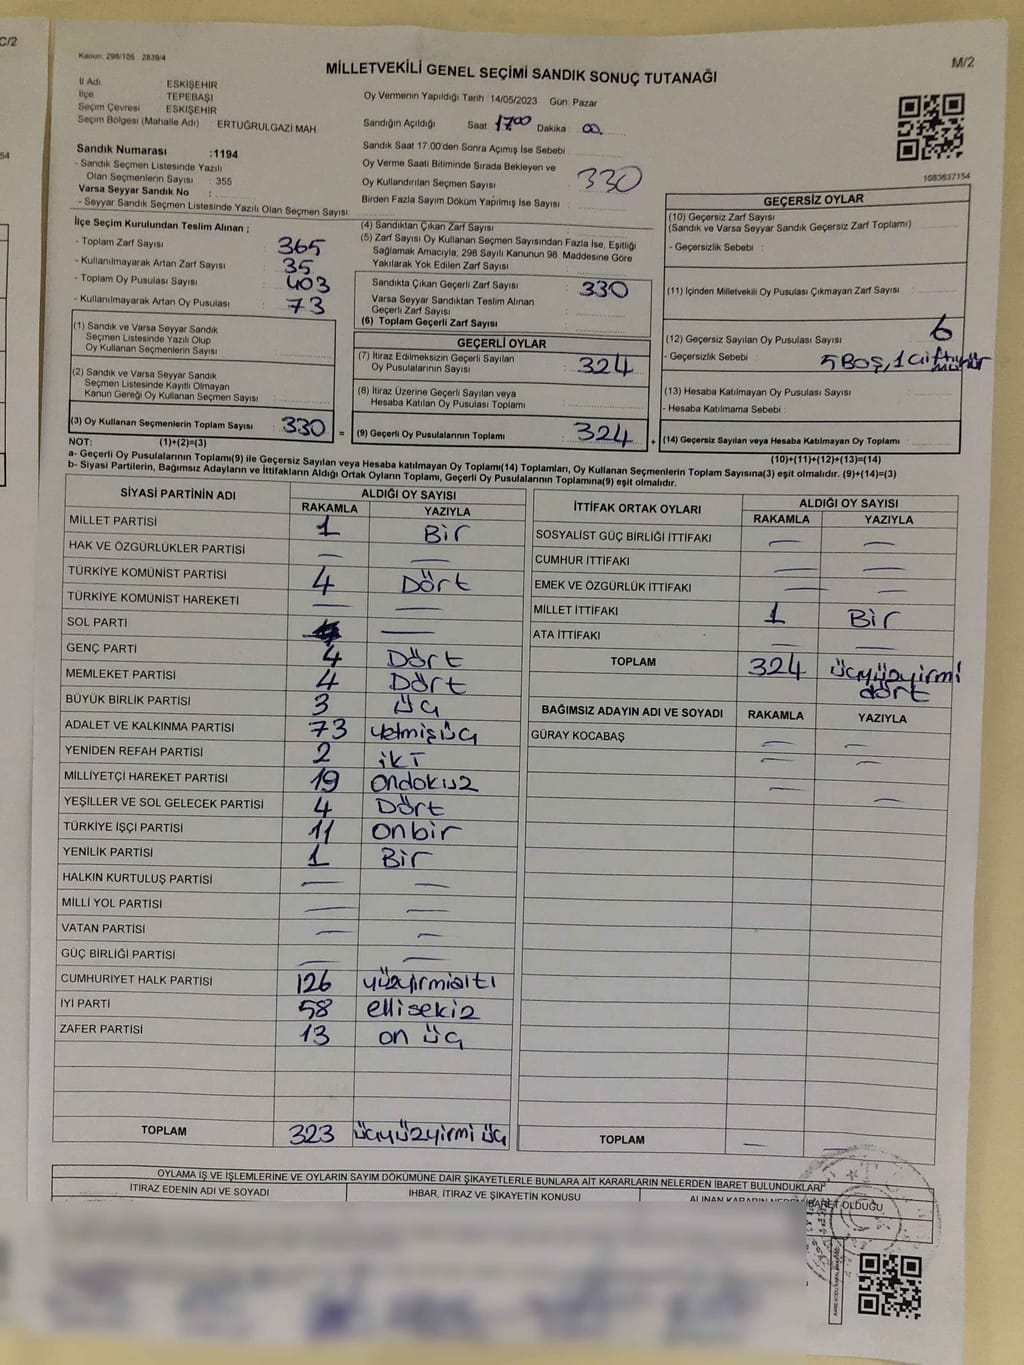 C/2
54
Kanun: 298/105 2839/4
M/2
MİLLETVEKİLİ GENEL SEÇİMİ SANDIK SONUÇ TUTANAĞI
İl Adı ESKİŞEHİR
İlçe TEPEBAŞI
Seçim Çevresi ESKİŞEHİR
Seçim Bölgesi (Mahalle Adı) ERTUĞRULGAZİ MAH.
Oy Vermenin Yapıldığı Tarih :14/05/2023 Gün: Pazar
Sandığın Açıldığı Saat :17 00 Dakika : 00
Sandık Saat 17:00'den Sonra Açımış İse Sebebi
Oy Verme Saati Bitiminde Sırada Bekleyen ve
Oy Kullandırılan Seçmen Sayısı : 330
Birden Fazla Sayım Döküm Yapılmış İse Sayısı :
1083637154
Sandık Numarası :1194
- Sandık Seçmen Listesinde Yazılı
Olan Seçmenlerin Sayısı : 355
Varsa Seyyar Sandık No :
- Seyyar Sandık Seçmen Listesinde Yazılı Olan Seçmen Sayısı:
İlçe Seçim Kurulundan Teslim Alınan ;
- Toplam Zarf Sayısı : 365
- Kullanılmayarak Artan Zarf Sayısı : 35
- Toplam Oy Pusulası Sayısı : 403
- Kullanılmayarak Artan Oy Pusulası : 73
(1) Sandık ve Varsa Seyyar Sandık
Seçmen Listesinde Yazılı Olup
Oy Kullanan Seçmenlerin Sayısı :
(2) Sandık ve Varsa Seyyar Sandık
Seçmen Listesinde Kayıtlı Olmayan
Kanun Gereği Oy Kullanan Seçmen Sayısı :
(3) Oy Kullanan Seçmenlerin Toplam Sayısı : 330
(4) Sandıktan Çıkan Zarf Sayısı :
(5) Zarf Sayısı Oy Kullanan Seçmen Sayısından Fazla İse, Eşitliği
Sağlamak Amacıyla; 298 Sayılı Kanunun 98. Maddesine Göre
Yakılarak Yok Edilen Zarf Sayısı :
Sandıkta Çıkan Geçerli Zarf Sayısı : 330
Varsa Seyyar Sandıktan Teslim Alınan
Geçerli Zarf Sayısı :
(6) Toplam Geçerli Zarf Sayısı :
GEÇERLİ OYLAR
(7) İtiraz Edilmeksizin Geçerli Sayılan
Oy Pusulalarının Sayısı : 324
(8) İtiraz Üzerine Geçerli Sayılan veya
Hesaba Katılan Oy Pusulası Toplamı :
= (9) Geçerli Oy Pusulalarının Toplamı : 324 +
GEÇERSİZ OYLAR
(10) Geçersiz Zarf Sayısı
(Sandık ve Varsa Seyyar Sandık Geçersiz Zarf Toplamı)
- Geçersizlik Sebebi :
(11) İçinden Milletvekili Oy Pusulası Çıkmayan Zarf Sayısı :
(12) Geçersiz Sayılan Oy Pusulası Sayısı : 6
- Geçersizlik Sebebi : 5 Boş, 1 Çift
mühür
(13) Hesaba Katılmayan Oy Pusulası Sayısı :
- Hesaba Katılmama Sebebi :
(14) Geçersiz Sayılan veya Hesaba Katılmayan Oy Toplamı :
NOT: (1)+(2)=(3)
(10)+(11)+(12)+(13)=(14)
a- Geçerli Oy Pusulalarının Toplamı(9) ile Geçersiz Sayılan veya Hesaba katılmayan Oy Toplamı(14) Toplamları, Oy Kullanan Seçmenlerin Toplam Sayısına(3) eşit olmalıdır. (9)+(14)=(3)
b- Siyasi Partilerin, Bağımsız Adayların ve İttifakların Aldığı Ortak Oyların Toplamı, Geçerli Oy Pusulalarının Toplamına(9) eşit olmalıdır.
SİYASİ PARTİNİN ADI ALDIĞI OY SAYISI
RAKAMLA YAZIYLA
MİLLET PARTİSİ 1 Bir
HAK VE ÖZGÜRLÜKLER PARTİSİ — —
TÜRKİYE KOMÜNİST PARTİSİ 4 Dört
TÜRKİYE KOMÜNİST HAREKETİ — —
SOL PARTİ —
GENÇ PARTİ 4 Dört
MEMLEKET PARTİSİ 4 Dört
BÜYÜK BİRLİK PARTİSİ 3 Üç
ADALET VE KALKINMA PARTİSİ 73 yetmişüç
YENİDEN REFAH PARTİSİ 2 iki
MİLLİYETÇİ HAREKET PARTİSİ 19 ondokuz
YEŞİLLER VE SOL GELECEK PARTİSİ 4 Dört
TÜRKİYE İŞÇİ PARTİSİ 11 onbir
YENİLİK PARTİSİ 1 Bir
HALKIN KURTULUŞ PARTİSİ — —
MİLLİ YOL PARTİSİ — —
VATAN PARTİSİ — —
GÜÇ BİRLİĞİ PARTİSİ — —
CUMHURİYET HALK PARTİSİ 126 yüzyirmialtı
İYİ PARTİ 58 ellisekiz
ZAFER PARTİSİ 13 on üç
TOPLAM 323 üçyüzyirmi üç
İTTİFAK ORTAK OYLARI ALDIĞI OY SAYISI
RAKAMLA YAZIYLA
SOSYALİST GÜÇ BİRLİĞİ İTTİFAKI — —
CUMHUR İTTİFAKI — —
EMEK VE ÖZGÜRLÜK İTTİFAKI — —
MİLLET İTTİFAKI 1 Bir
ATA İTTİFAKI — —
TOPLAM 324 üçyüzyirmi
dört
BAĞIMSIZ ADAYIN ADI VE SOYADI RAKAMLA YAZIYLA
GÜRAY KOCABAŞ — —
— —
— —
TOPLAM —
OYLAMA İŞ VE İŞLEMLERİNE VE OYLARIN SAYIM DÖKÜMÜNE DAİR ŞİKAYETLERLE BUNLARA AİT KARARLARIN NELERDEN İBARET BULUNDUKLARI
İTİRAZ EDENİN ADI VE SOYADI İHBAR, İTİRAZ VE ŞİKAYETİN KONUSU ALINAN KARARIN NEDEN İBARET OLDUĞU